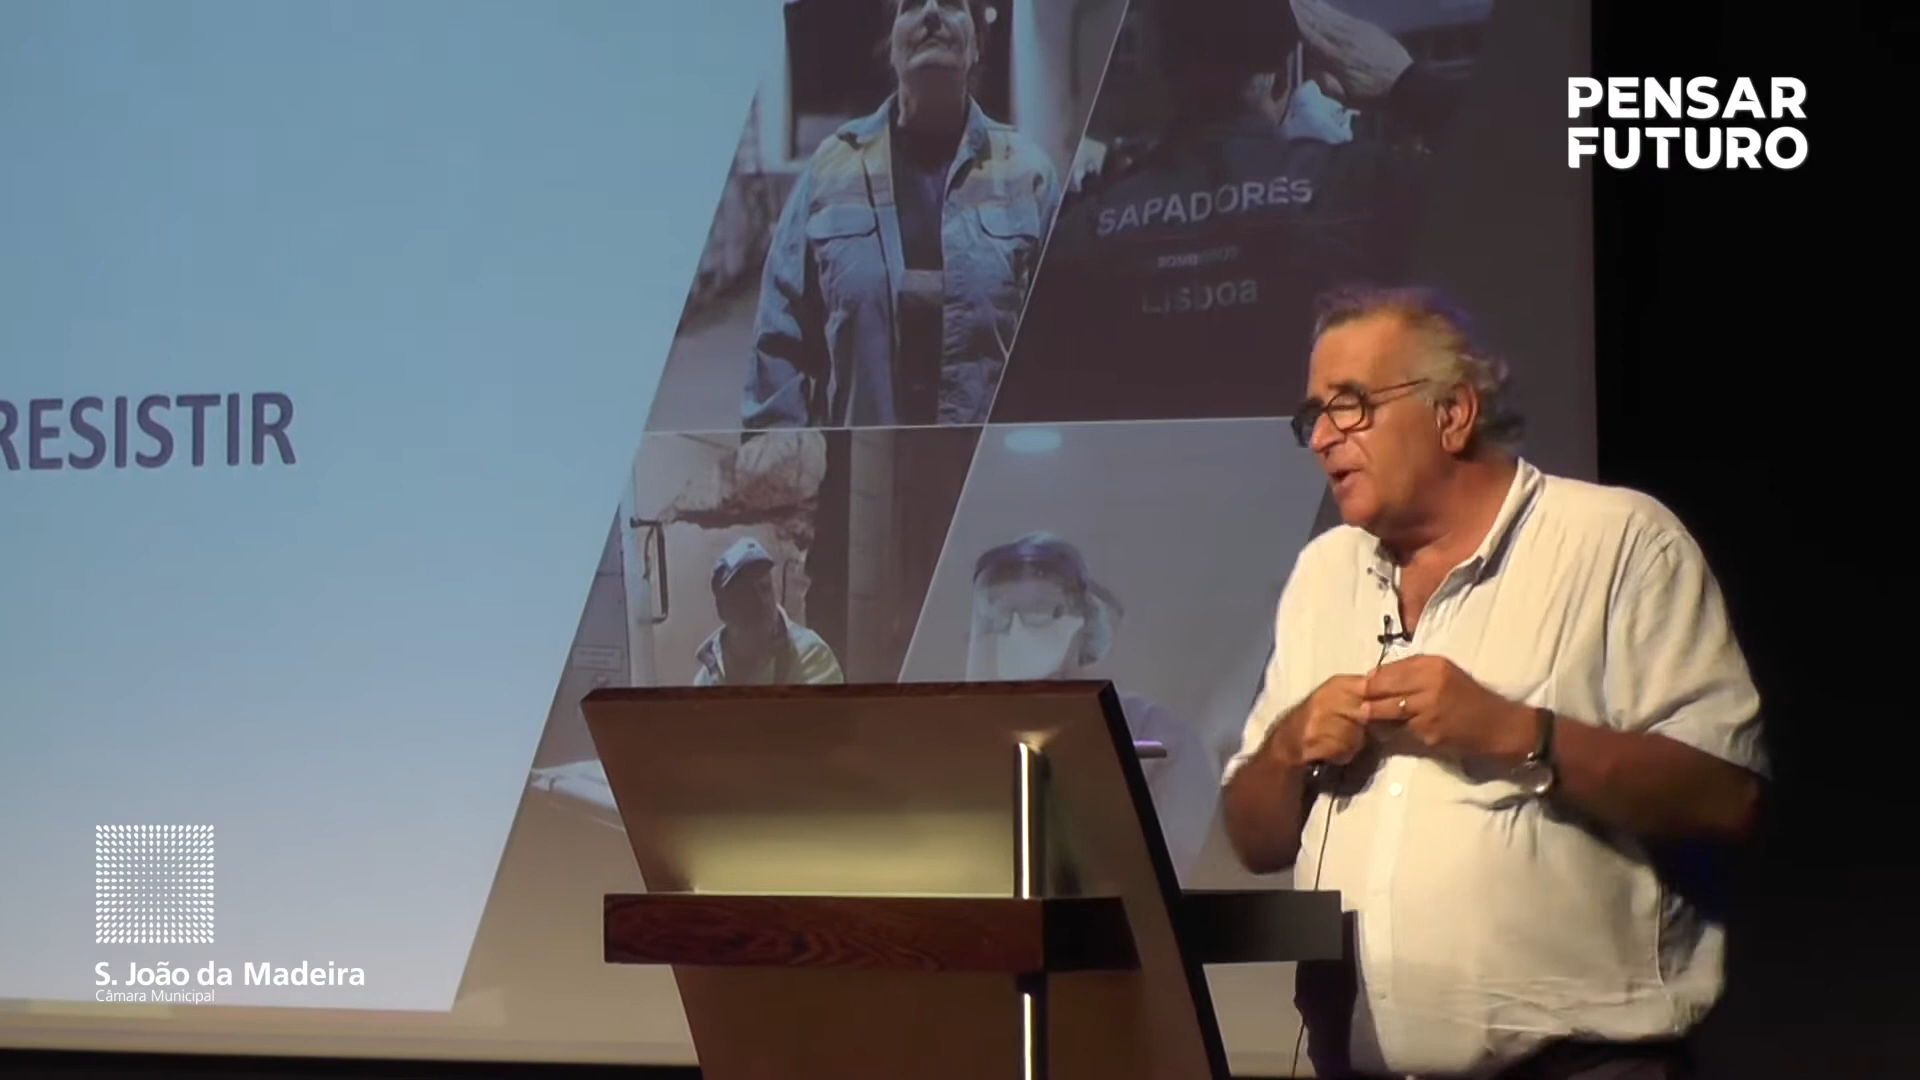 PENSAR
FUTURO
SAPADORES
Lisboa
RESISTIR
S. João da Madeira
Câmara Municipal